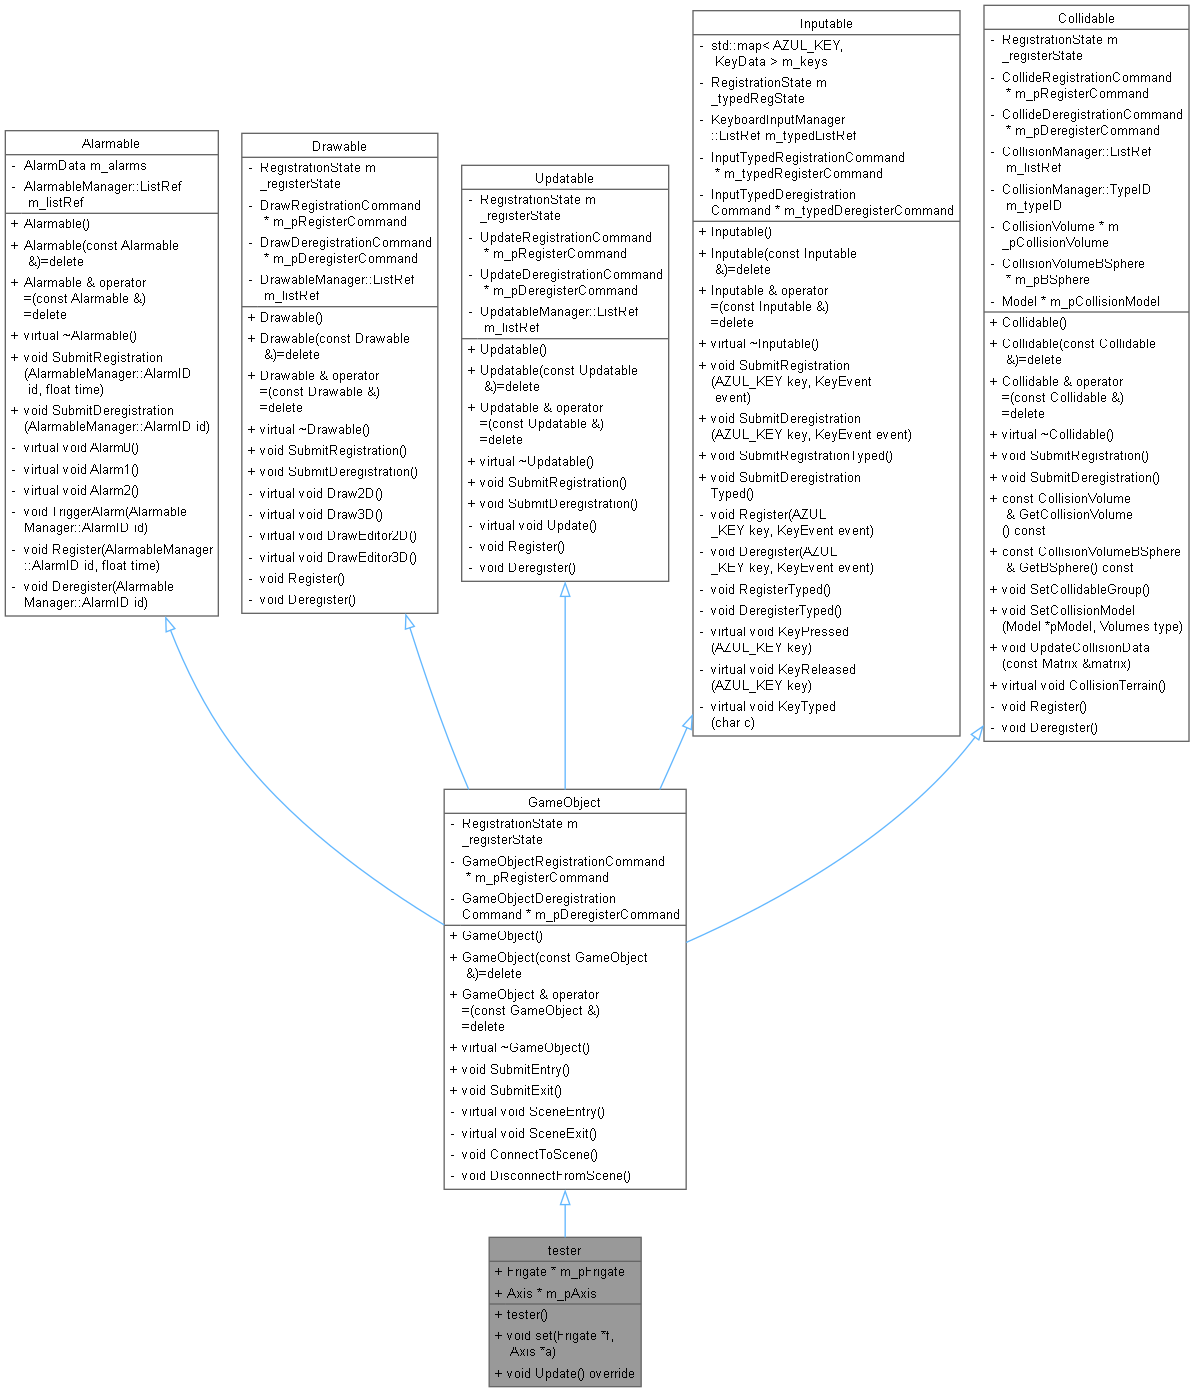 Alarmable
- AlarmData m_alarms
- AlarmableManager::ListRef
m_listRef
+ Alarmable()
+ Alarmable(const Alarmable
&)=delete
+ Alarmable & operator
=(const Alarmable &)
=delete
+ virtual ~Alarmable()
+ void SubmitRegistration
(AlarmableManager::AlarmID
id, float time)
+ void SubmitDeregistration
(AlarmableManager::AlarmID id)
- virtual void Alarm0()
- virtual void Alarm1()
- virtual void Alarm2()
- void TriggerAlarm(Alarmable
Manager::AlarmID id)
- void Register(AlarmableManager
::AlarmID id, float time)
- void Deregister(Alarmable
Manager::AlarmID id)
Drawable
- RegistrationState m
_registerState
- DrawRegistrationCommand
* m_pRegisterCommand
- DrawDeregistrationCommand
* m_pDeregisterCommand
- DrawableManager::ListRef
m_listRef
+ Drawable()
+ Drawable(const Drawable
&)=delete
+ Drawable & operator
=(const Drawable &)
=delete
+ virtual ~Drawable()
+ void SubmitRegistration()
+ void SubmitDeregistration()
- virtual void Draw2D()
- virtual void Draw3D()
- virtual void DrawEditor2D()
- virtual void DrawEditor3D()
- void Register()
- void Deregister()
Updatable
- RegistrationState m
_registerState
- UpdateRegistrationCommand
* m_pRegisterCommand
- UpdateDeregistrationCommand
* m_pDeregisterCommand
- UpdatableManager::ListRef
m_listRef
+ Updatable()
+ Updatable(const Updatable
&)=delete
+ Updatable & operator
=(const Updatable &)
=delete
+ virtual ~Updatable()
+ void SubmitRegistration()
+ void SubmitDeregistration()
- virtual void Update()
- void Register()
- void Deregister()
Inputable
- std::map< AZUL_KEY,
KeyData > m_keys
- RegistrationState m
_typedRegState
- KeyboardInputManager
::ListRef m_typedListRef
- InputTypedRegistrationCommand
* m_typedRegisterCommand
- InputTypedDeregistration
Command * m_typedDeregisterCommand
+ Inputable()
+ Inputable(const Inputable
&)=delete
+ Inputable & operator
=(const Inputable &)
=delete
+ virtual ~Inputable()
+ void SubmitRegistration
(AZUL_KEY key, KeyEvent
event)
+ void SubmitDeregistration
(AZUL_KEY key, KeyEvent event)
+ void SubmitRegistrationTyped()
+ void SubmitDeregistration
Typed()
- void Register(AZUL
_KEY key, KeyEvent event)
- void Deregister(AZUL
_KEY key, KeyEvent event)
- void RegisterTyped()
- void DeregisterTyped()
- virtual void KeyPressed
(AZUL_KEY key)
- virtual void KeyReleased
(AZUL_KEY key)
- virtual void KeyTyped
(char c)
Collidable
- RegistrationState m
_registerState
- CollideRegistrationCommand
* m_pRegisterCommand
- CollideDeregistrationCommand
* m_pDeregisterCommand
- CollisionManager::ListRef
m_listRef
- CollisionManager::TypeID
m_typeID
- CollisionVolume * m
_pCollisionVolume
- CollisionVolumeBSphere
* m_pBSphere
- Model * m_pCollisionModel
+ Collidable()
+ Collidable(const Collidable
&)=delete
+ Collidable & operator
=(const Collidable &)
=delete
+ virtual ~Collidable()
+ void SubmitRegistration()
+ void SubmitDeregistration()
+ const CollisionVolume
& GetCollisionVolume
() const
+ const CollisionVolumeBSphere
& GetBSphere() const
+ void SetCollidableGroup()
+ void SetCollisionModel
(Model *pModel, Volumes type)
+ void UpdateCollisionData
(const Matrix &matrix)
+ virtual void CollisionTerrain()
- void Register()
- void Deregister()
GameObject
- RegistrationState m
_registerState
- GameObjectRegistrationCommand
* m_pRegisterCommand
- GameObjectDeregistration
Command * m_pDeregisterCommand
+ GameObject()
+ GameObject(const GameObject
&)=delete
+ GameObject & operator
=(const GameObject &)
=delete
+ virtual ~GameObject()
+ void SubmitEntry()
+ void SubmitExit()
- virtual void SceneEntry()
- virtual void SceneExit()
- void ConnectToScene()
- void DisconnectFromScene()
tester
+ Frigate * m_pFrigate
+ Axis * m_pAxis
+ tester()
+ void set(Frigate *f,
Axis *a)
+ void Update() override